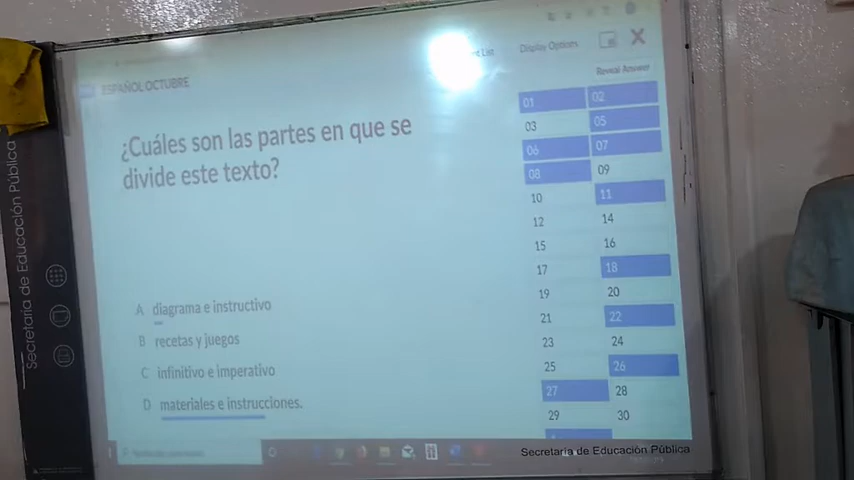 ESPAÑOL OCTUBRE
List
Display Options
Reveal Answer
¿Cuáles son las partes en que se
divide este texto?
A diagrama e instructivo
B recetas y juegos
C infinitivo e imperativo
D materiales e instrucciones.
01 02
03 05
06 07
08 09
10 11
12 14
15 16
17 18
19 20
21 22
23 24
25 26
27 28
29 30
Secretaría de Educación Pública
Secretaría de Educación Pública